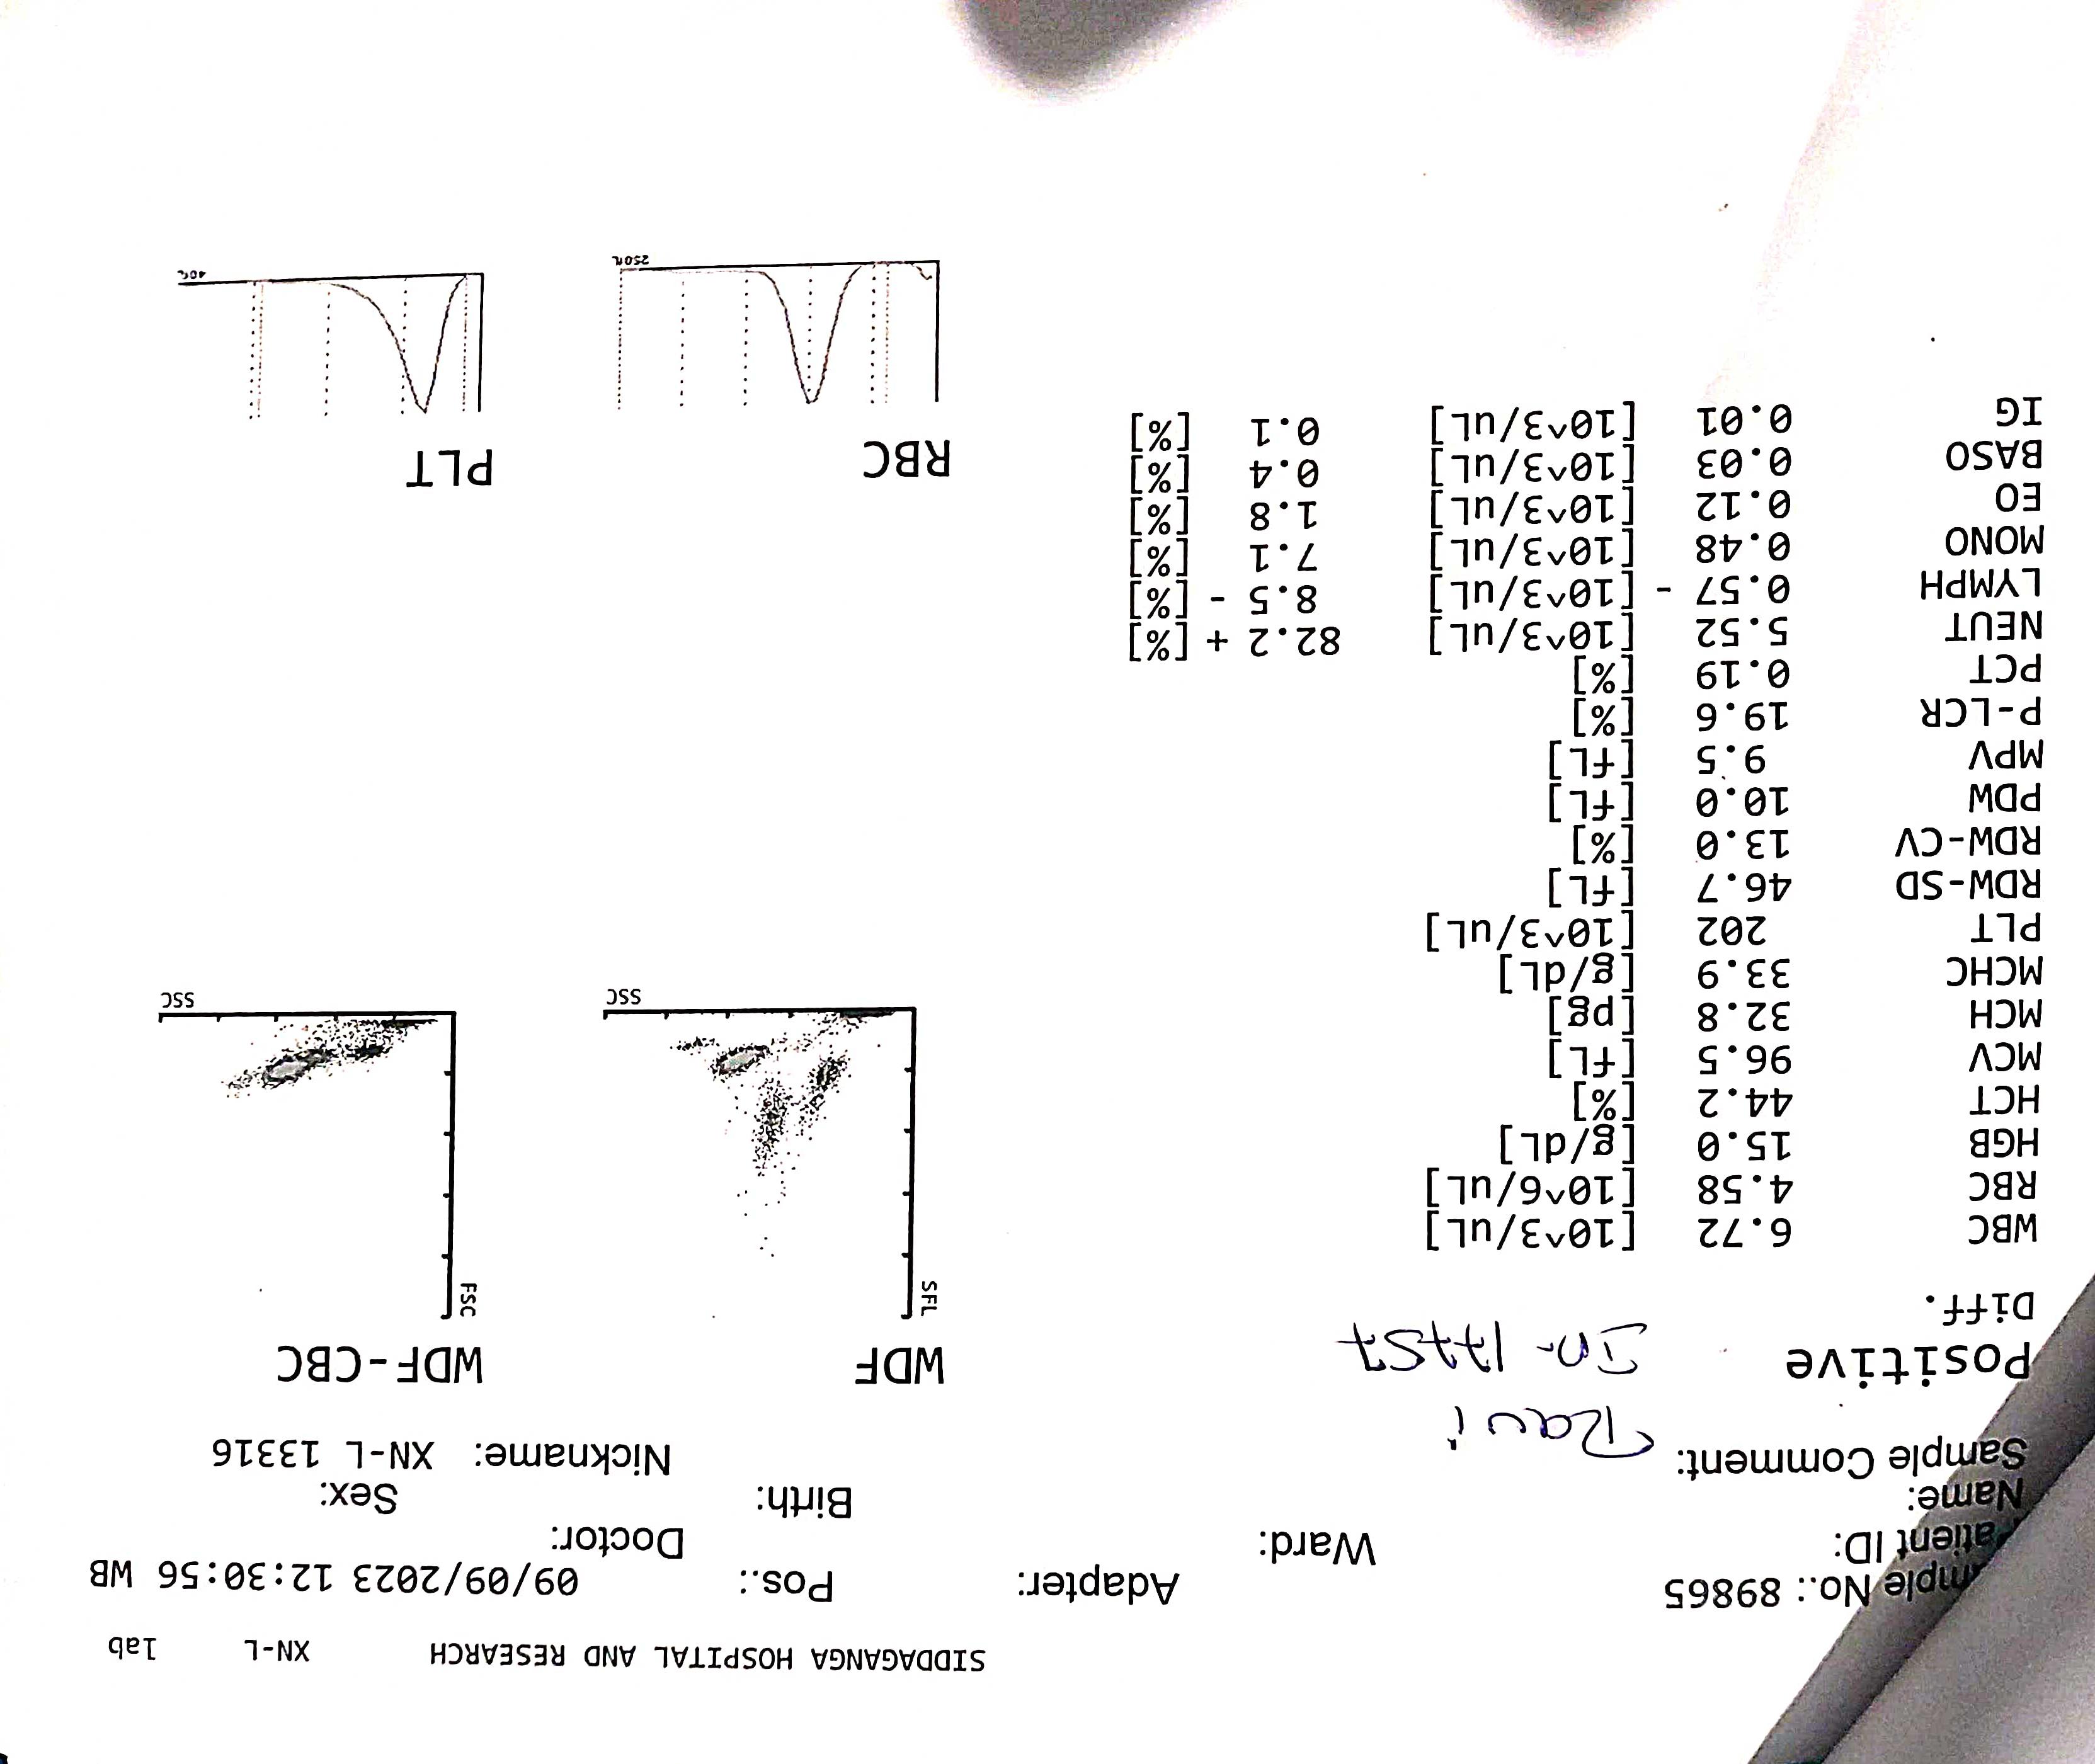 SIDDAGANGA HOSPITAL AND RESEARCH XN-L lab
mple No.: 89865 Adapter: Pos.: 09/09/2023 12:30:56 WB
atient ID: Ward: Doctor:
Name: Birth: Sex:
Sample Comment: Nickname: XN-L 13316
Ravi
ID- 17757
Positive
Diff.
WDF WDF-CBC
SFL FSC
SSC SSC
WBC 6.72 [10^3/uL]
RBC 4.58 [10^6/uL]
HGB 15.0 [g/dL]
HCT 44.2 [%]
MCV 96.5 [fL]
MCH 32.8 [pg]
MCHC 33.9 [g/dL]
PLT 202 [10^3/uL]
RDW-SD 46.7 [fL]
RDW-CV 13.0 [%]
PDW 10.0 [fL]
MPV 9.5 [fL]
P-LCR 19.6 [%]
PCT 0.19 [%]
NEUT 5.52 [10^3/uL] 82.2 + [%]
LYMPH 0.57 - [10^3/uL] 8.5 - [%]
MONO 0.48 [10^3/uL] 7.1 [%]
EO 0.12 [10^3/uL] 1.8 [%]
BASO 0.03 [10^3/uL] 0.4 [%]
IG 0.01 [10^3/uL] 0.1 [%]
RBC PLT
250fL 40fL